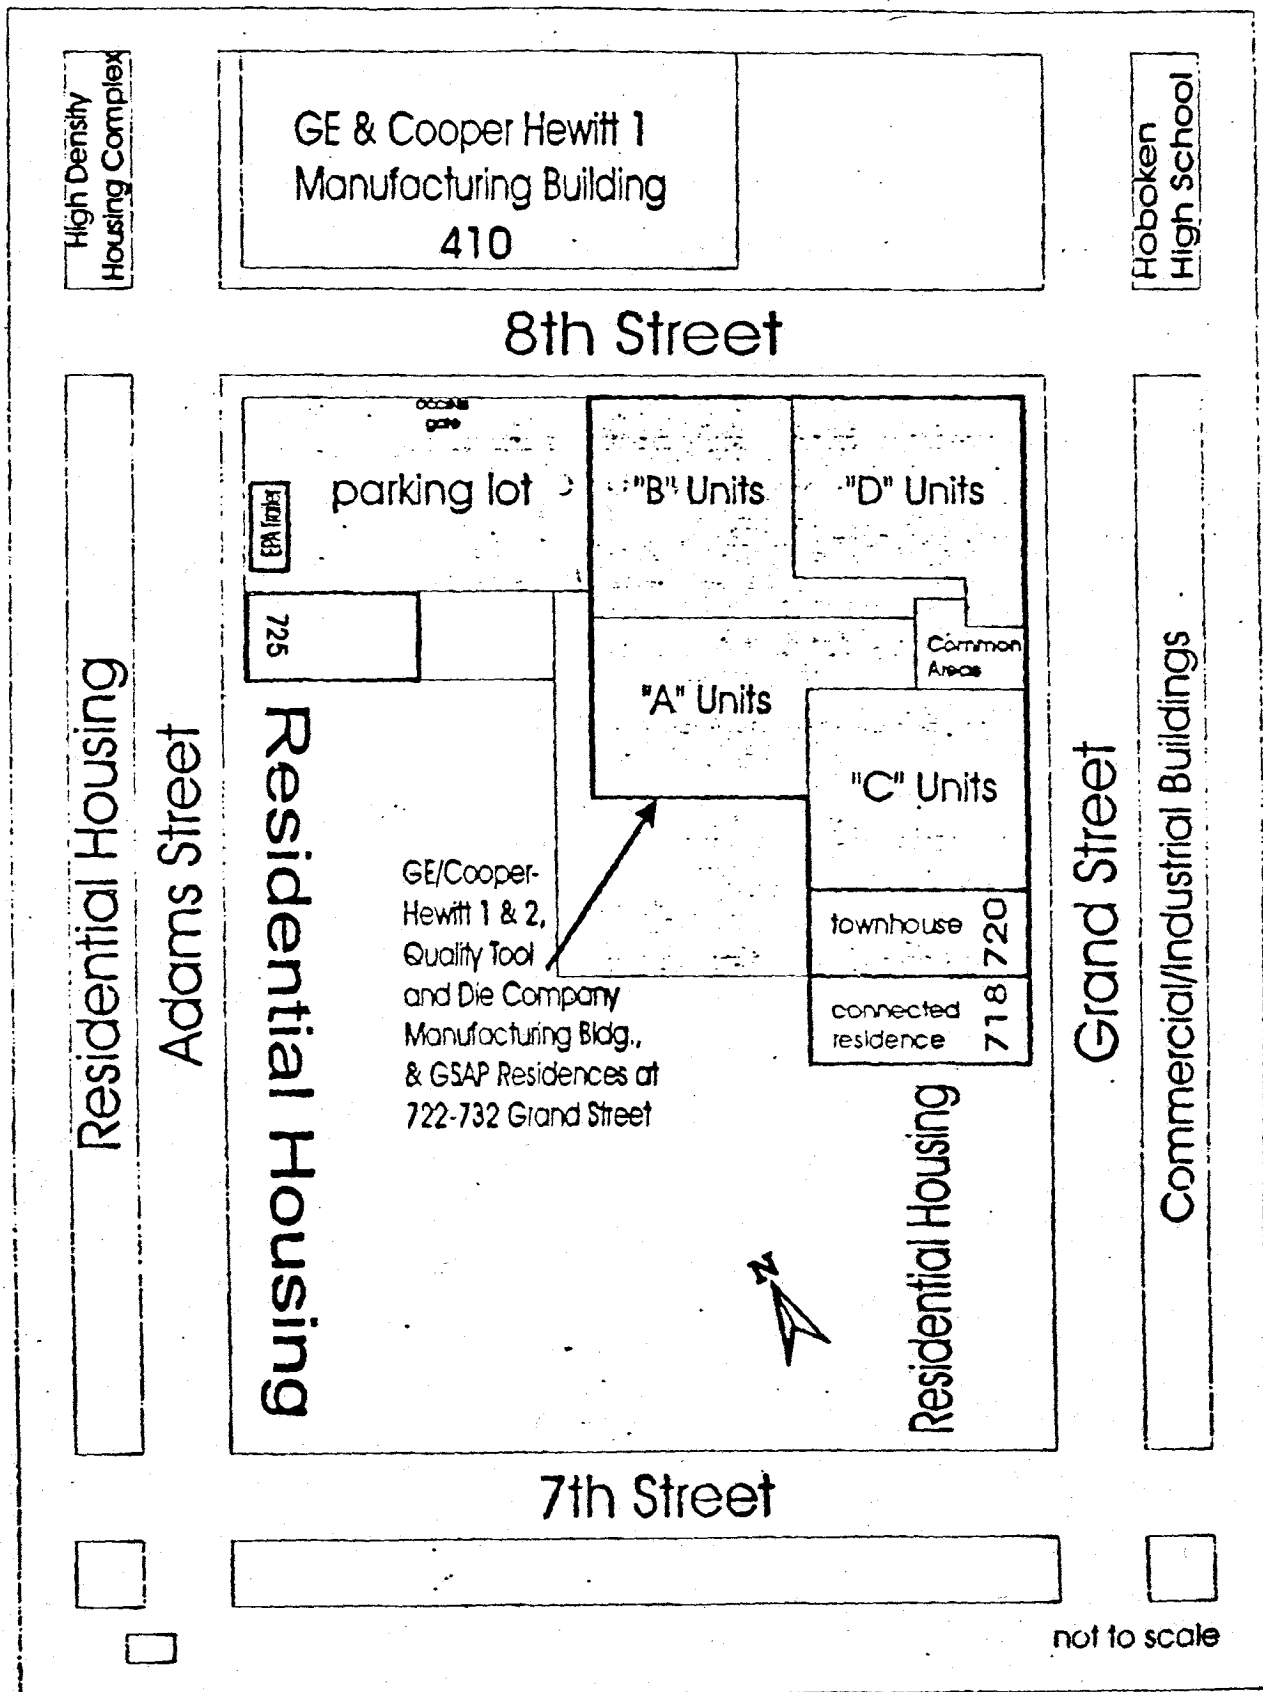 High Density
Housing Complex
GE & Cooper Hewitt 1
Manufacturing Building
410
Hoboken
High School
8th Street
access
gate
parking lot
EPA Trailer
"B" Units
"D" Units
725
Common
Areas
"A" Units
"C" Units
Residential Housing
Adams Street
Residential Housing
GE/Cooper-
Hewitt 1 & 2,
Quality Tool
and Die Company
Manufacturing Bldg.,
& GSAP Residences at
722-732 Grand Street
townhouse
720
connected
residence
718
Grand Street
Commercial/Industrial Buildings
Residential Housing
N
7th Street
not to scale